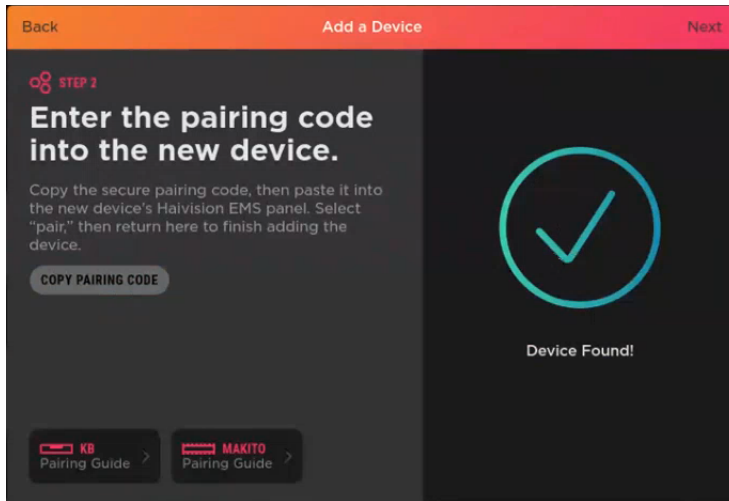 Back
Add a Device
Next
STEP 2
Enter the pairing code
into the new device.
Copy the secure pairing code, then paste it into
the new device's Haivision EMS panel. Select
“pair,” then return here to finish adding the
device.
COPY PAIRING CODE
Device Found!
KB
Pairing Guide
MAKITO
Pairing Guide